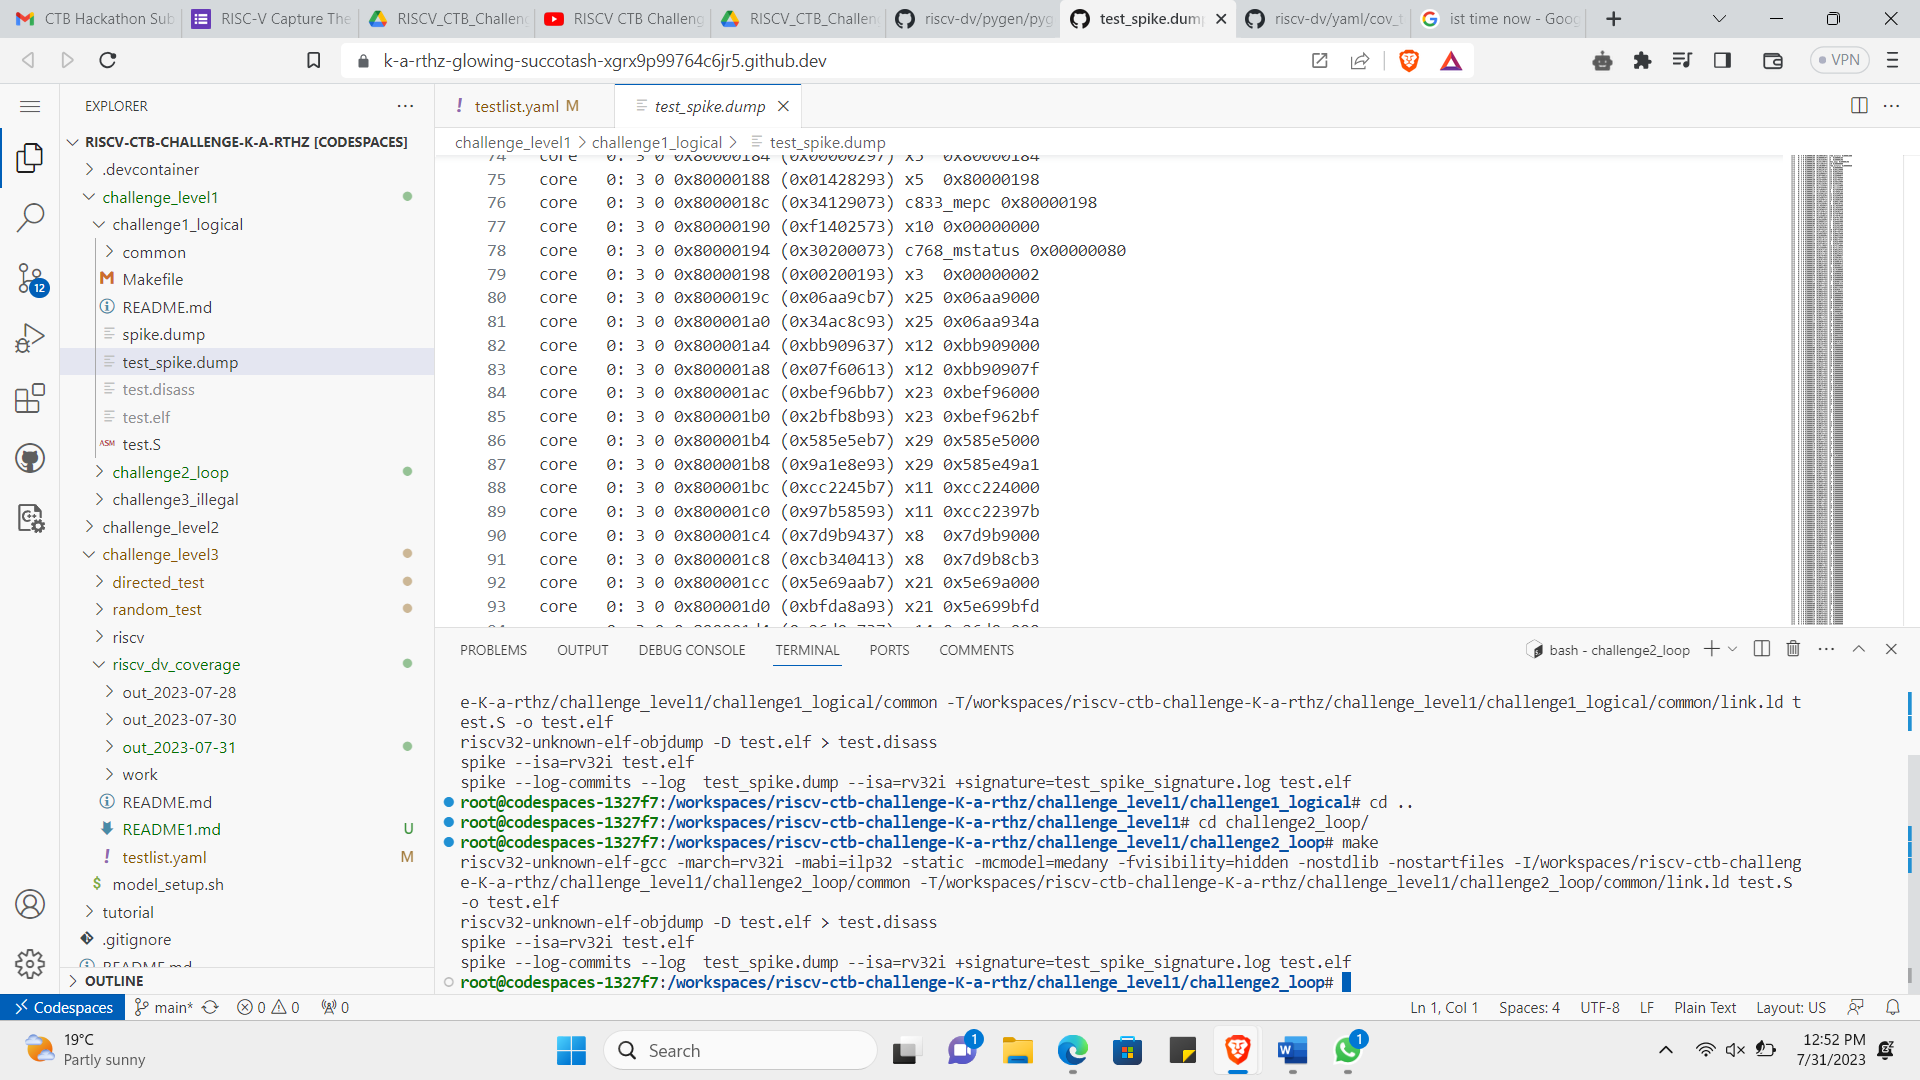 CTB Hackathon Sub
RISC-V Capture The
RISCV_CTB_Challeng
RISCV CTB Challeng
RISCV_CTB_Challen
riscv-dv/pygen/pyg
test_spike.dump
riscv-dv/yaml/cov_t
ist time now - Goog
k-a-rthz-glowing-succotash-xgrx9p99764c6jr5.github.dev
VPN
EXPLORER
RISCV-CTB-CHALLENGE-K-A-RTHZ [CODESPACES]
.devcontainer
challenge_level1
challenge1_logical
common
M Makefile
README.md
spike.dump
test_spike.dump
test.disass
test.elf
ASM test.S
challenge2_loop
challenge3_illegal
challenge_level2
challenge_level3
directed_test
random_test
riscv
riscv_dv_coverage
out_2023-07-28
out_2023-07-30
out_2023-07-31
work
README.md
README1.md U
! testlist.yaml M
$ model_setup.sh
tutorial
.gitignore
README.md
OUTLINE
12
! testlist.yaml M
test_spike.dump
challenge_level1 > challenge1_logical > test_spike.dump
74 core 0: 3 0 0x80000184 (0x00000297) x5 0x80000184
75 core 0: 3 0 0x80000188 (0x01428293) x5 0x80000198
76 core 0: 3 0 0x8000018c (0x34129073) c833_mepc 0x80000198
77 core 0: 3 0 0x80000190 (0xf1402573) x10 0x00000000
78 core 0: 3 0 0x80000194 (0x30200073) c768_mstatus 0x00000080
79 core 0: 3 0 0x80000198 (0x00200193) x3 0x00000002
80 core 0: 3 0 0x8000019c (0x06aa9cb7) x25 0x06aa9000
81 core 0: 3 0 0x800001a0 (0x34ac8c93) x25 0x06aa934a
82 core 0: 3 0 0x800001a4 (0xbb909637) x12 0xbb909000
83 core 0: 3 0 0x800001a8 (0x07f60613) x12 0xbb90907f
84 core 0: 3 0 0x800001ac (0xbef96bb7) x23 0xbef96000
85 core 0: 3 0 0x800001b0 (0x2bfb8b93) x23 0xbef962bf
86 core 0: 3 0 0x800001b4 (0x585e5eb7) x29 0x585e5000
87 core 0: 3 0 0x800001b8 (0x9a1e8e93) x29 0x585e49a1
88 core 0: 3 0 0x800001bc (0xcc2245b7) x11 0xcc224000
89 core 0: 3 0 0x800001c0 (0x97b58593) x11 0xcc22397b
90 core 0: 3 0 0x800001c4 (0x7d9b9437) x8 0x7d9b9000
91 core 0: 3 0 0x800001c8 (0xcb340413) x8 0x7d9b8cb3
92 core 0: 3 0 0x800001cc (0x5e69aab7) x21 0x5e69a000
93 core 0: 3 0 0x800001d0 (0xbfda8a93) x21 0x5e699bfd
PROBLEMS OUTPUT DEBUG CONSOLE TERMINAL PORTS COMMENTS
bash - challenge2_loop
e-K-a-rthz/challenge_level1/challenge1_logical/common -T/workspaces/riscv-ctb-challenge-K-a-rthz/challenge_level1/challenge1_logical/common/link.ld t
est.S -o test.elf
riscv32-unknown-elf-objdump -D test.elf > test.disass
spike --isa=rv32i test.elf
spike --log-commits --log test_spike.dump --isa=rv32i +signature=test_spike_signature.log test.elf
root@codespaces-1327f7:/workspaces/riscv-ctb-challenge-K-a-rthz/challenge_level1/challenge1_logical# cd ..
root@codespaces-1327f7:/workspaces/riscv-ctb-challenge-K-a-rthz/challenge_level1# cd challenge2_loop/
root@codespaces-1327f7:/workspaces/riscv-ctb-challenge-K-a-rthz/challenge_level1/challenge2_loop# make
riscv32-unknown-elf-gcc -march=rv32i -mabi=ilp32 -static -mcmodel=medany -fvisibility=hidden -nostdlib -nostartfiles -I/workspaces/riscv-ctb-challeng
e-K-a-rthz/challenge_level1/challenge2_loop/common -T/workspaces/riscv-ctb-challenge-K-a-rthz/challenge_level1/challenge2_loop/common/link.ld test.S
-o test.elf
riscv32-unknown-elf-objdump -D test.elf > test.disass
spike --isa=rv32i test.elf
spike --log-commits --log test_spike.dump --isa=rv32i +signature=test_spike_signature.log test.elf
root@codespaces-1327f7:/workspaces/riscv-ctb-challenge-K-a-rthz/challenge_level1/challenge2_loop#
Codespaces main* 0 0 0
Ln 1, Col 1 Spaces: 4 UTF-8 LF Plain Text Layout: US
19°C
Partly sunny
Search
1
1
12:52 PM
7/31/2023